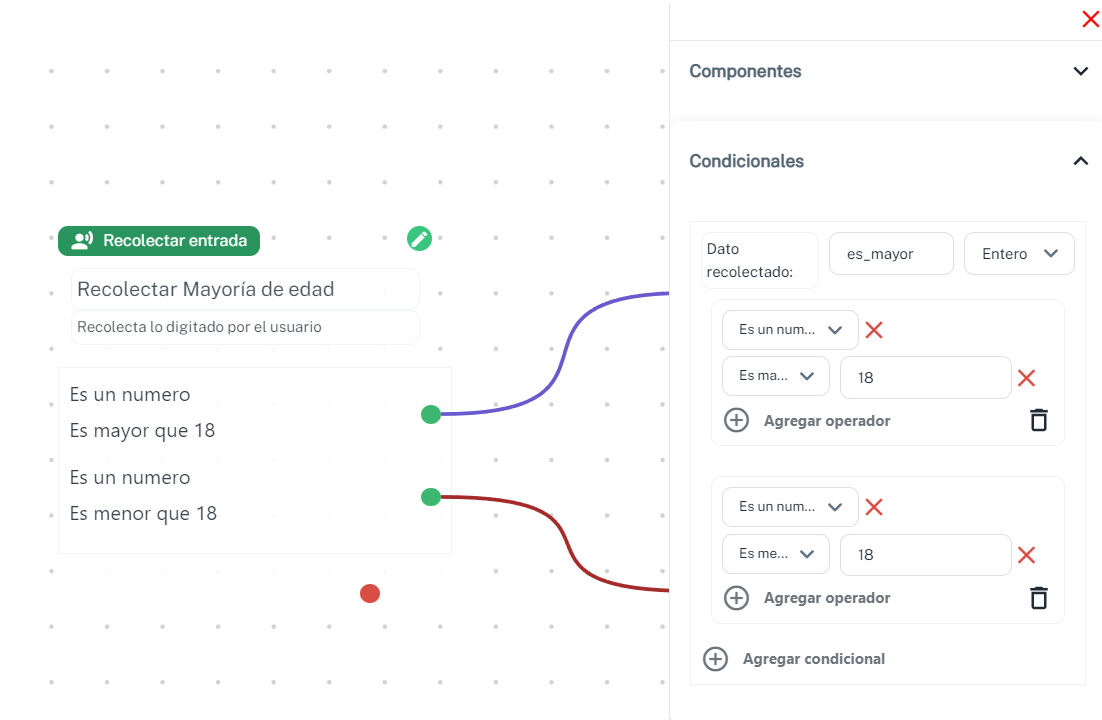 Recolectar entrada
Recolectar Mayoría de edad
Recolecta lo digitado por el usuario
Es un numero
Es mayor que 18
Es un numero
Es menor que 18
Componentes
Condicionales
Dato
recolectado:
es_mayor
Entero
Es un num...
Es ma...
18
Agregar operador
Es un num...
Es me...
18
Agregar operador
Agregar condicional